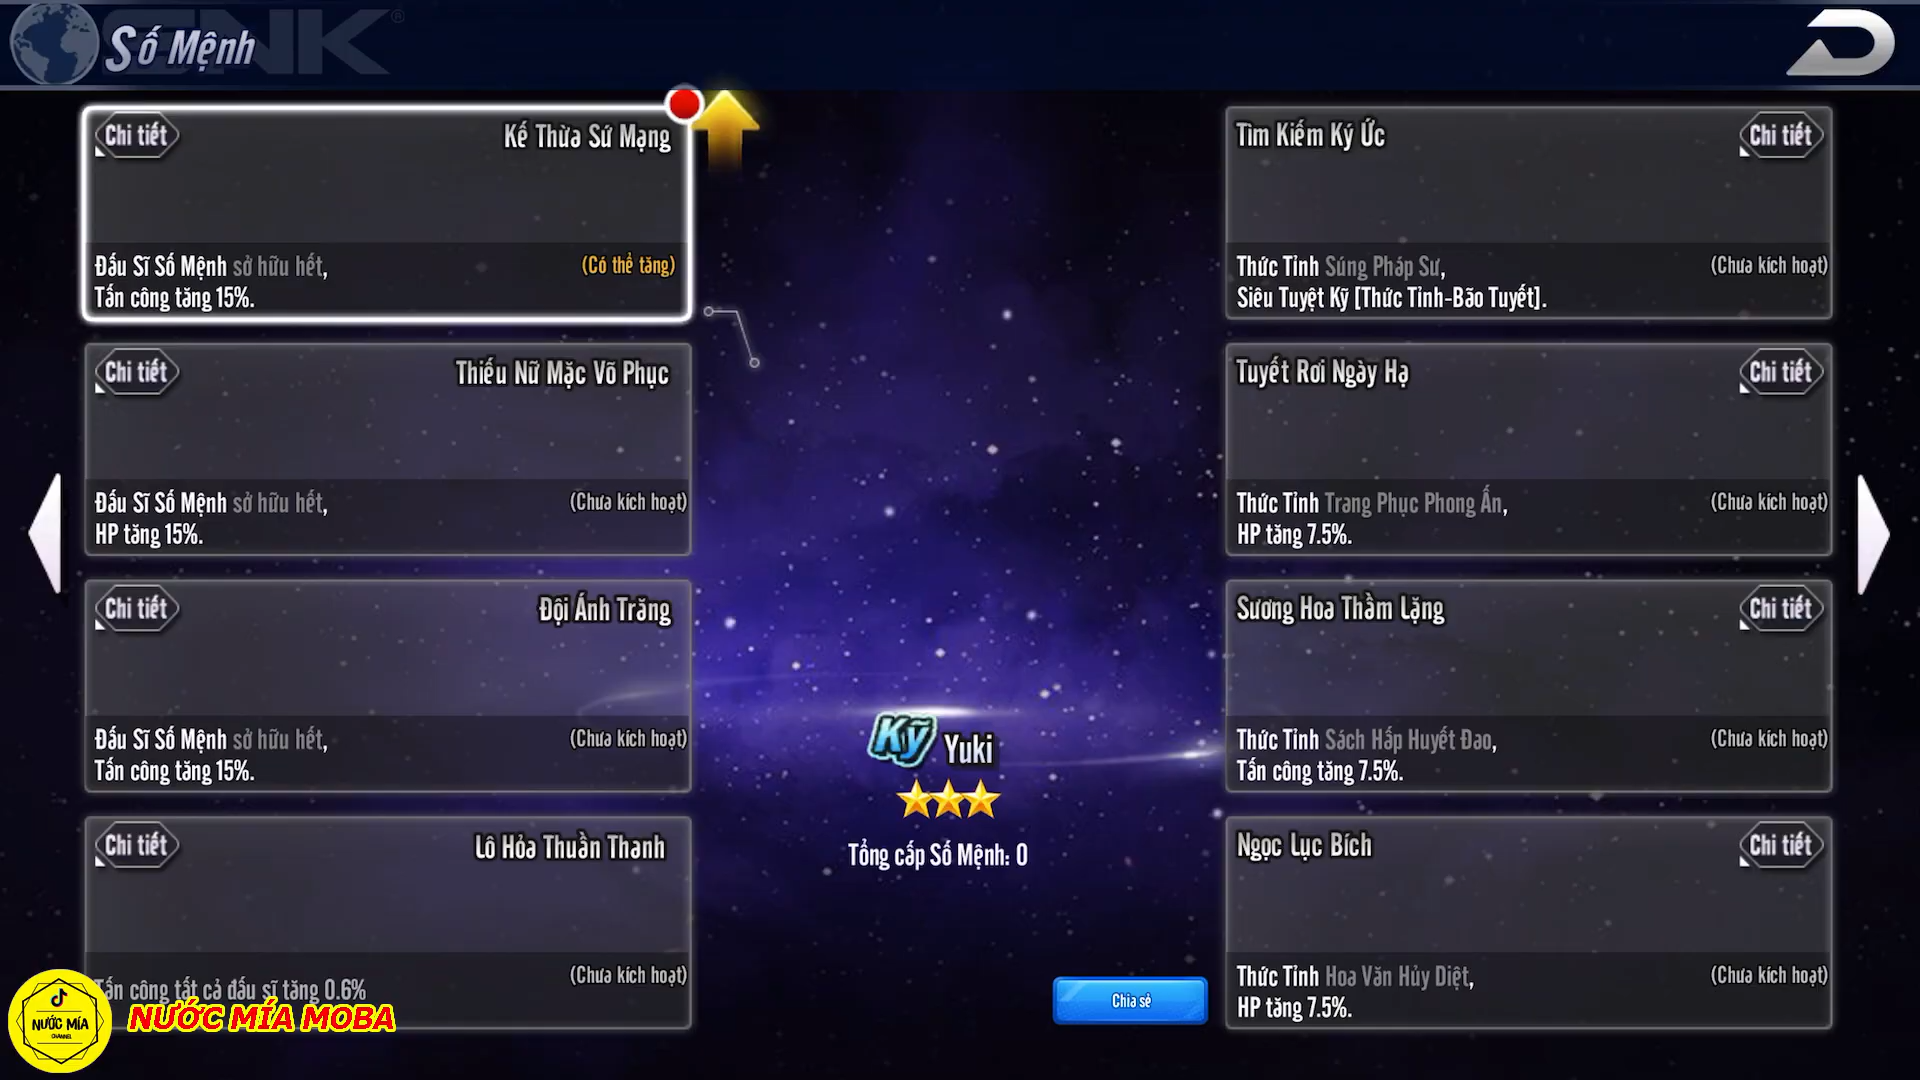 SNK®
Số Mệnh
Chi tiết
Kế Thừa Sứ Mạng
Đấu Sĩ Số Mệnh sở hữu hết,
(Có thể tăng)
Tấn công tăng 15%.
Chi tiết
Thiếu Nữ Mặc Võ Phục
Đấu Sĩ Số Mệnh sở hữu hết,
(Chưa kích hoạt)
HP tăng 15%.
Chi tiết
Đội Ánh Trăng
Đấu Sĩ Số Mệnh sở hữu hết,
(Chưa kích hoạt)
Tấn công tăng 15%.
Chi tiết
Lô Hỏa Thuần Thanh
(Chưa kích hoạt)
Tấn công tất cả đấu sĩ tăng 0.6%
NƯỚC MÍA
CHANNEL
NƯỚC MÍA MOBA
Kỹ Yuki
Tổng cấp Số Mệnh: 0
Chia sẻ
Tìm Kiếm Ký Ức
Chi tiết
Thức Tỉnh Súng Pháp Sư,
(Chưa kích hoạt)
Siêu Tuyệt Kỹ [Thức Tỉnh-Bão Tuyết].
Tuyết Rơi Ngày Hạ
Chi tiết
Thức Tỉnh Trang Phục Phong Ấn,
(Chưa kích hoạt)
HP tăng 7.5%.
Sương Hoa Thầm Lặng
Chi tiết
Thức Tỉnh Sách Hấp Huyết Đao,
(Chưa kích hoạt)
Tấn công tăng 7.5%.
Ngọc Lục Bích
Chi tiết
Thức Tỉnh Hoa Văn Hủy Diệt,
(Chưa kích hoạt)
HP tăng 7.5%.